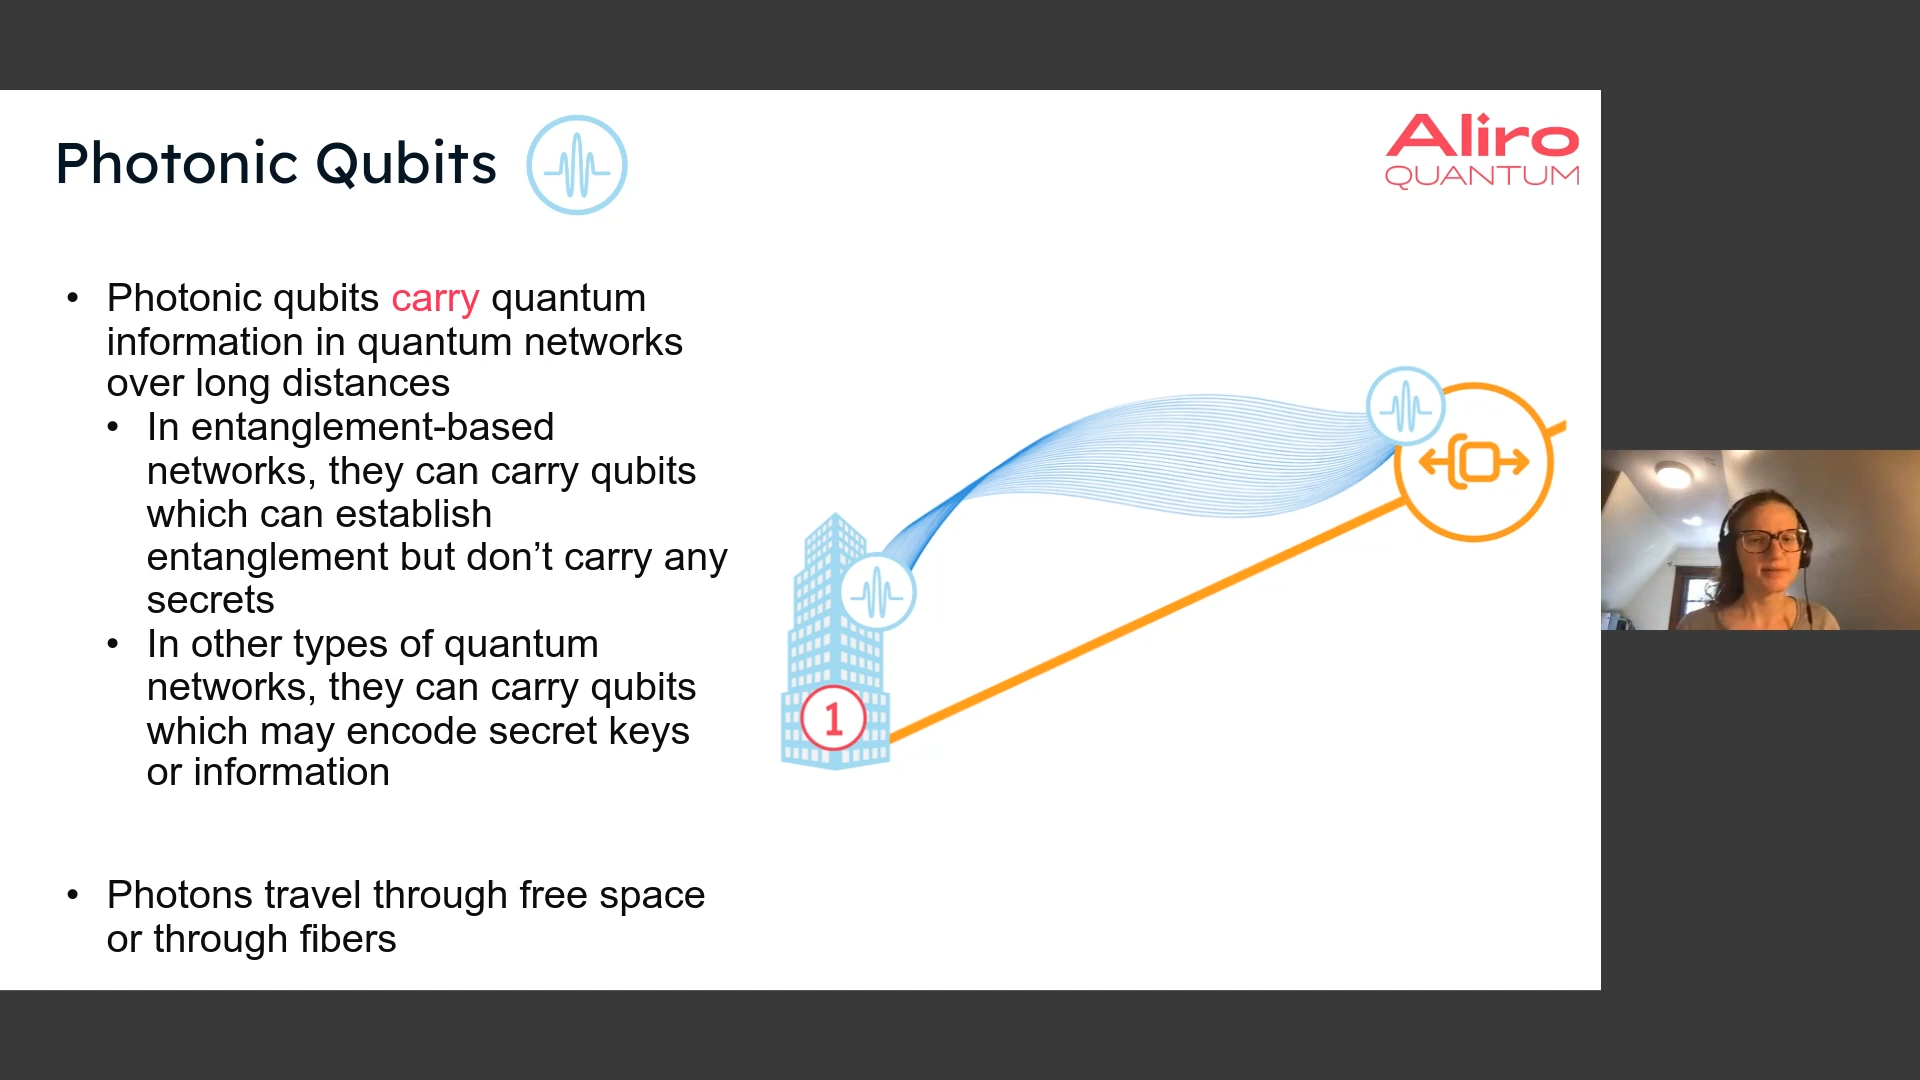 Photonic Qubits
Aliro
QUANTUM
• Photonic qubits carry quantum
information in quantum networks
over long distances
• In entanglement-based
networks, they can carry qubits
which can establish
entanglement but don’t carry any
secrets
• In other types of quantum
networks, they can carry qubits
which may encode secret keys
or information
• Photons travel through free space
or through fibers
1